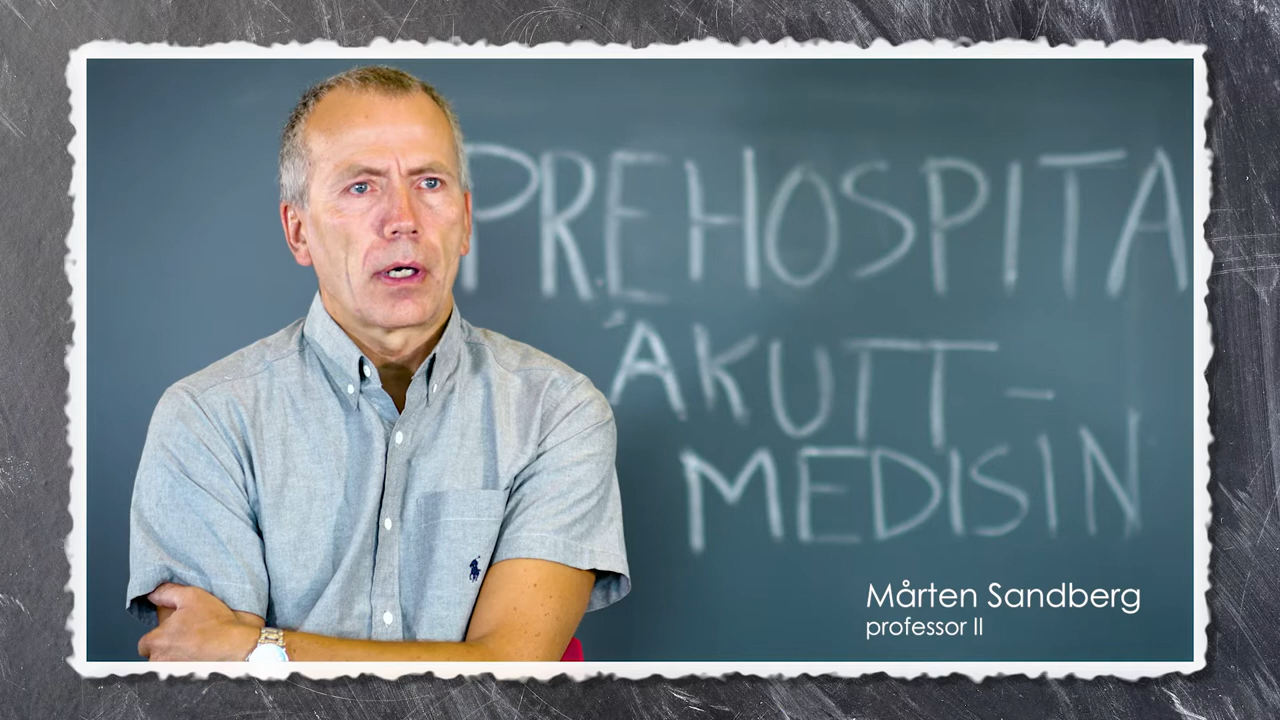 PREHOSPITA
AKUTT-
MEDISIN
Mårten Sandberg
professor II